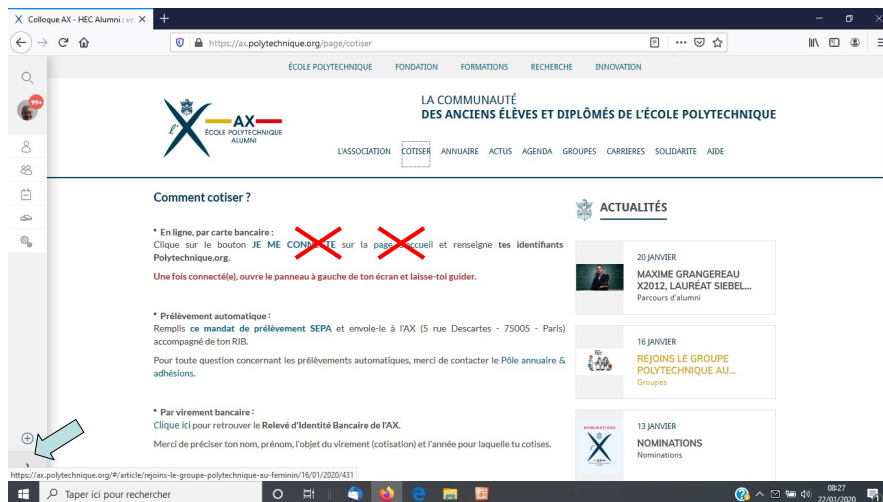 Colloque AX - HEC Alumni : ve
https://ax.polytechnique.org/page/cotiser
ÉCOLE POLYTECHNIQUE FONDATION FORMATIONS RECHERCHE INNOVATION
99+
L'
AX
ÉCOLE POLYTECHNIQUE
ALUMNI
LA COMMUNAUTÉ
DES ANCIENS ÉLÈVES ET DIPLÔMÉS DE L'ÉCOLE POLYTECHNIQUE
L'ASSOCIATION COTISER ANNUAIRE ACTUS AGENDA GROUPES CARRIERES SOLIDARITE AIDE
Comment cotiser ?
* En ligne, par carte bancaire :
Clique sur le bouton JE ME CONNECTE sur la page d'accueil et renseigne tes identifiants
Polytechnique.org.
Une fois connecté(e), ouvre le panneau à gauche de ton écran et laisse-toi guider.
* Prélèvement automatique :
Remplis ce mandat de prélèvement SEPA et envoie-le à l'AX (5 rue Descartes - 75005 - Paris)
accompagné de ton RIB.
Pour toute question concernant les prélèvements automatiques, merci de contacter le Pôle annuaire &
adhésions.
* Par virement bancaire :
Clique ici pour retrouver le Relevé d'Identité Bancaire de l'AX.
Merci de préciser ton nom, prénom, l'objet du virement (cotisation) et l'année pour laquelle tu cotises.
ACTUALITÉS
20 JANVIER
MAXIME GRANGEREAU
X2012, LAURÉAT SIEBEL...
Parcours d'alumni
16 JANVIER
REJOINS LE GROUPE
POLYTECHNIQUE AU...
Groupes
NOMINATIONS
13 JANVIER
NOMINATIONS
Nominations
https://ax.polytechnique.org/#/article/rejoins-le-groupe-polytechnique-au-feminin/16/01/2020/431
Taper ici pour rechercher
08:27
22/01/2020